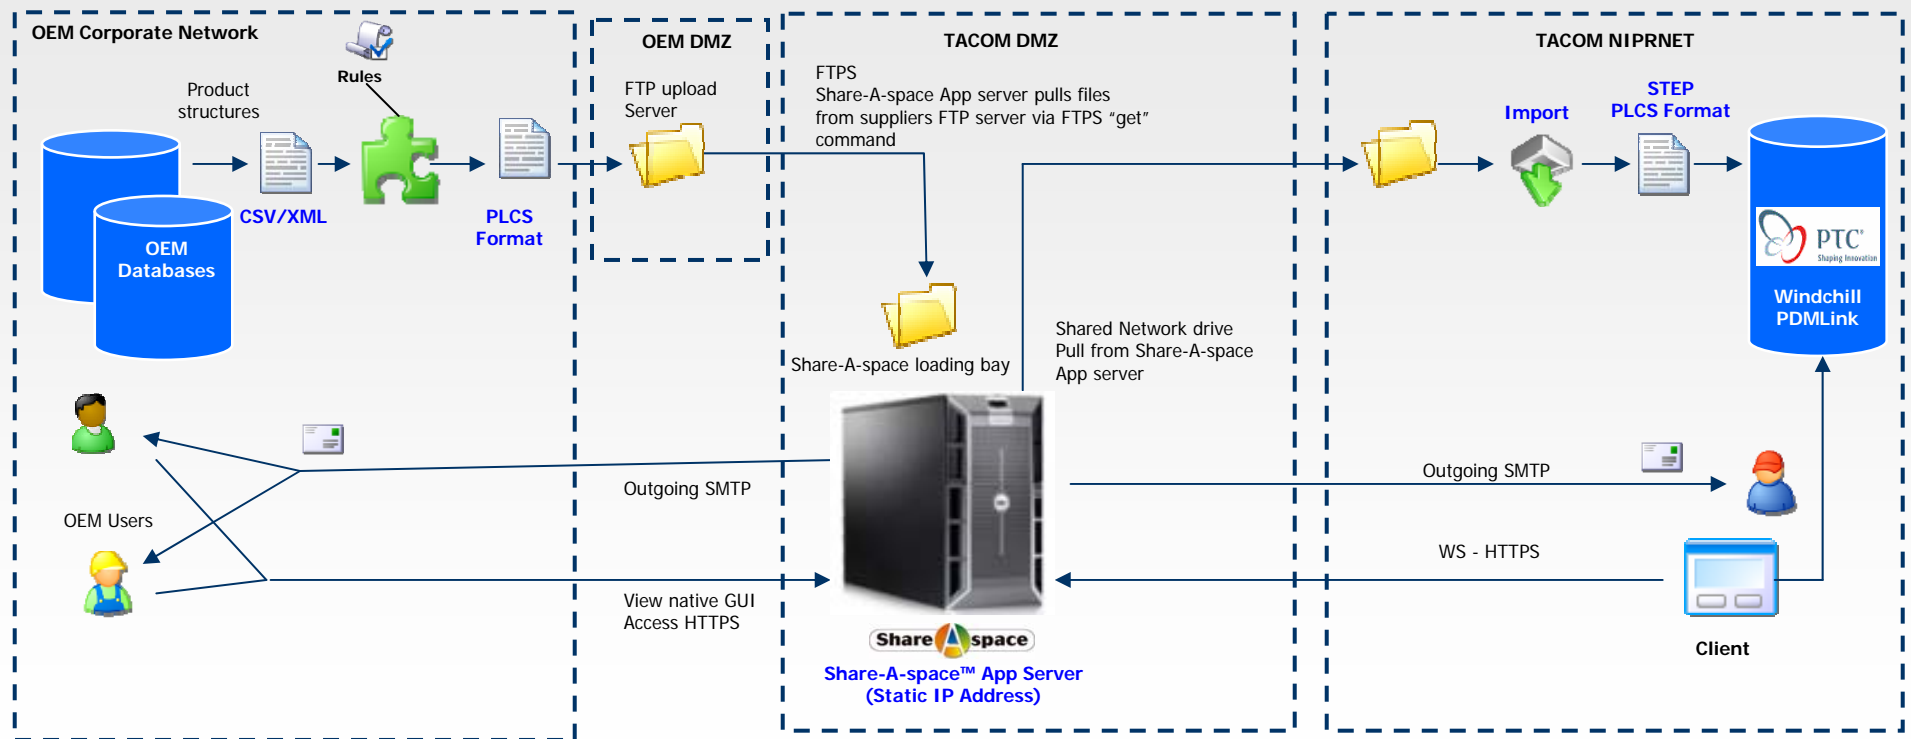 OEM Corporate Network
Rules
Product
structures
CSV/XML
PLCS
Format
OEM
Databases
OEM Users
OEM DMZ
FTP upload
Server
TACOM DMZ
FTPS
Share-A-space App server pulls files
from suppliers FTP server via FTPS “get”
command
Share-A-space loading bay
Shared Network drive
Pull from Share-A-space
App server
Outgoing SMTP
View native GUI
Access HTTPS
Share A space
Share-A-space™ App Server
(Static IP Address)
TACOM NIPRNET
Import
STEP
PLCS Format
PTC®
Shaping Innovation
Windchill
PDMLink
Outgoing SMTP
WS - HTTPS
Client